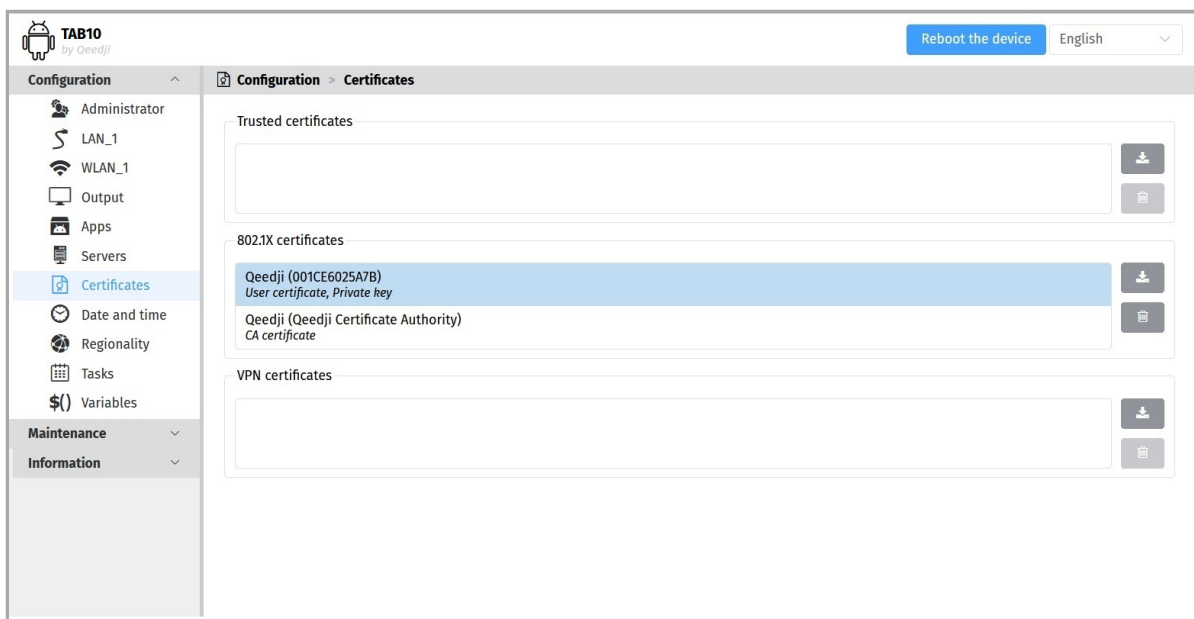 TAB10
by Qeedji
Reboot the device
English
Configuration
Administrator
LAN_1
WLAN_1
Output
Apps
Servers
Certificates
Date and time
Regionality
Tasks
$() Variables
Maintenance
Information
Configuration > Certificates
Trusted certificates
802.1X certificates
Qeedji (001CE6025A7B)
User certificate, Private key
Qeedji (Qeedji Certificate Authority)
CA certificate
VPN certificates